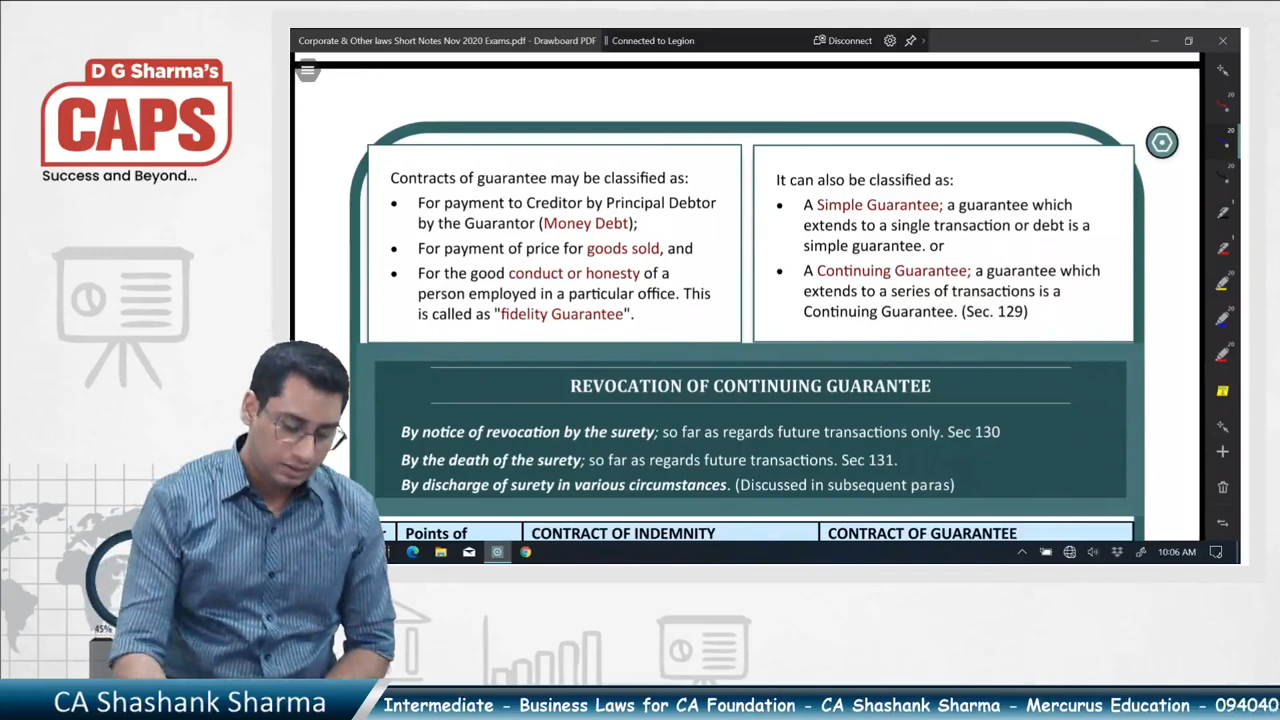 D G Sharma's
CAPS
Success and Beyond...
Corporate & Other laws Short Notes Nov 2020 Exams.pdf - Drawboard PDF
Connected to Legion
Disconnect
Contracts of guarantee may be classified as:
• For payment to Creditor by Principal Debtor
by the Guarantor (Money Debt);
• For payment of price for goods sold, and
• For the good conduct or honesty of a
person employed in a particular office. This
is called as "fidelity Guarantee".
It can also be classified as:
• A Simple Guarantee; a guarantee which
extends to a single transaction or debt is a
simple guarantee. or
• A Continuing Guarantee; a guarantee which
extends to a series of transactions is a
Continuing Guarantee. (Sec. 129)
REVOCATION OF CONTINUING GUARANTEE
By notice of revocation by the surety; so far as regards future transactions only. Sec 130
By the death of the surety; so far as regards future transactions. Sec 131.
By discharge of surety in various circumstances. (Discussed in subsequent paras)
Points of
CONTRACT OF INDEMNITY
CONTRACT OF GUARANTEE
10:06 AM
45%
CA Shashank Sharma
Intermediate - Business Laws for CA Foundation - CA Shashank Sharma - Mercurus Education - 094040